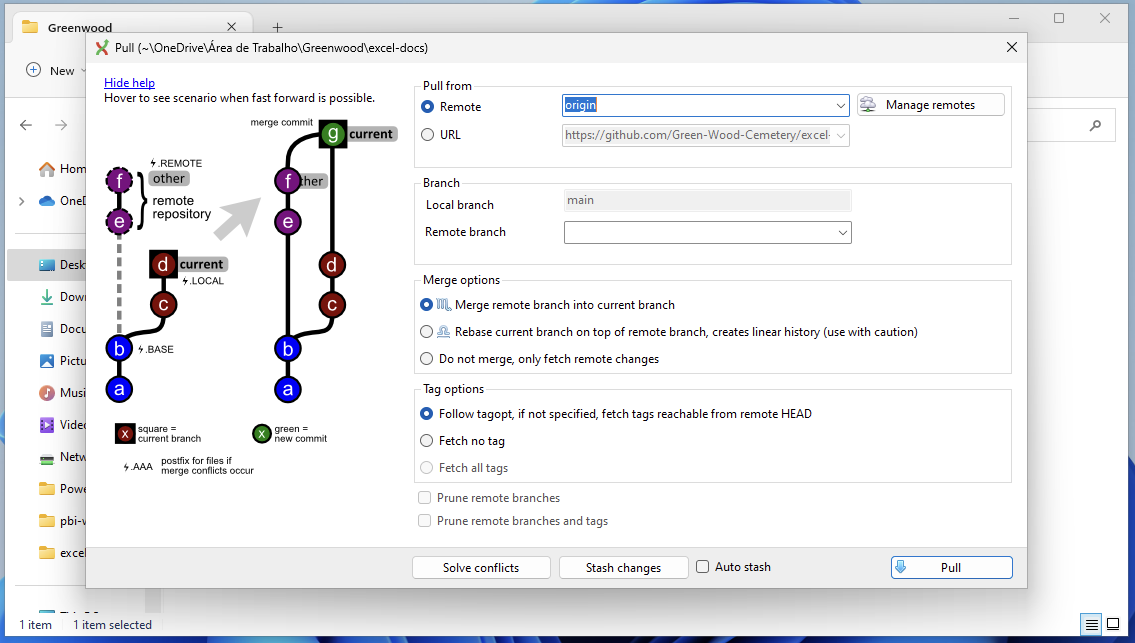 Greenwood
New
Pull (~\OneDrive\Área de Trabalho\Greenwood\excel-docs)
Hide help
Hover to see scenario when fast forward is possible.
merge commit
g
current
.REMOTE
f
other
e
remote
repository
d
current
.LOCAL
c
b
.BASE
a
f
ther
e
d
c
b
a
x
square =
current branch
x
green =
new commit
.AAA
postfix for files if
merge conflicts occur
Pull from
Remote
origin
Manage remotes
URL
https://github.com/Green-Wood-Cemetery/excel-
Branch
Local branch
main
Remote branch
Merge options
Merge remote branch into current branch
Rebase current branch on top of remote branch, creates linear history (use with caution)
Do not merge, only fetch remote changes
Tag options
Follow tagopt, if not specified, fetch tags reachable from remote HEAD
Fetch no tag
Fetch all tags
Prune remote branches
Prune remote branches and tags
Solve conflicts
Stash changes
Auto stash
Pull
Hom
OneD
Desk
Down
Docu
Pictu
Musi
Video
Netw
Powe
pbi-v
excel
1 item
1 item selected